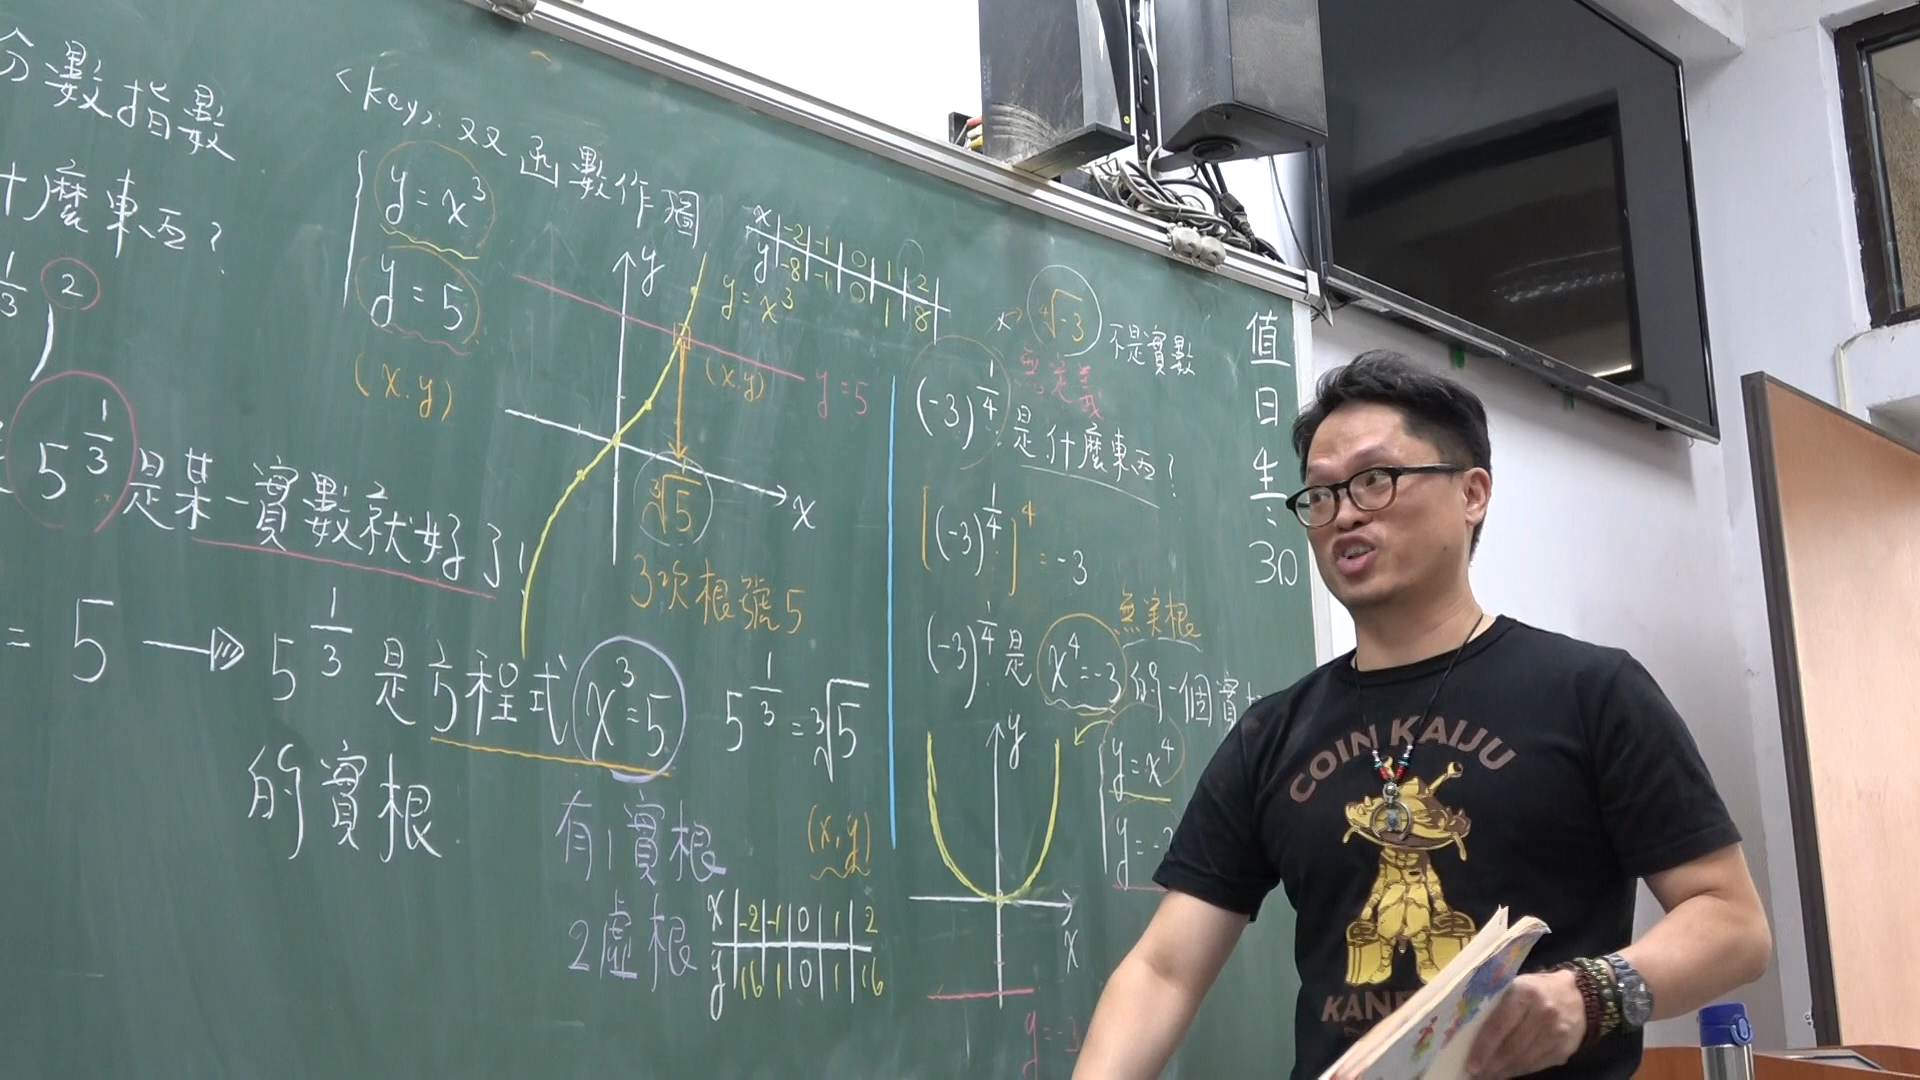 分數指數
什麼東西？
1/3) 2
5^{1/3} 是某一實數就好了!
= 5 → 5^{1/3} 是方程式 x³=5
的實根
<key>: 双函數作圖
y = x³
y = 5
(x.y)
y
x
y = x³
(x.y)
y = 5
∛5
3次根號5
x -2 -1 0 1 2
y -8 -1 0 1 8
5^{1/3} = ∛5
有1實根
2虛根
(x,y)
x -2 -1 0 1 2
y 16 1 0 1 16
∜-3 不是實數
無定義
(-3)^{1/4} 是什麼東西？
[(-3)^{1/4}]^4 = -3
無實根
(-3)^{1/4} 是 x⁴=-3 的一個實
y = x⁴
y = -3
y
x
y = -3
值日生: 30
COIN KAIJU